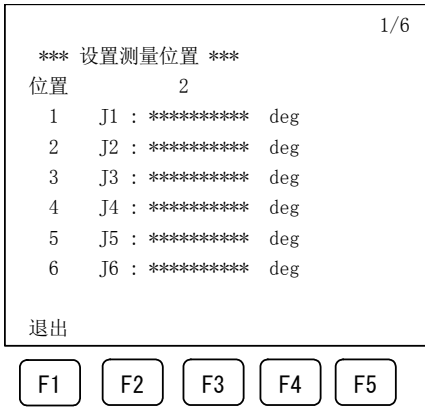 1/6
*** 设置测量位置 ***
位置 2
1 J1 : ********** deg
2 J2 : ********** deg
3 J3 : ********** deg
4 J4 : ********** deg
5 J5 : ********** deg
6 J6 : ********** deg
退出
F1 F2 F3 F4 F5